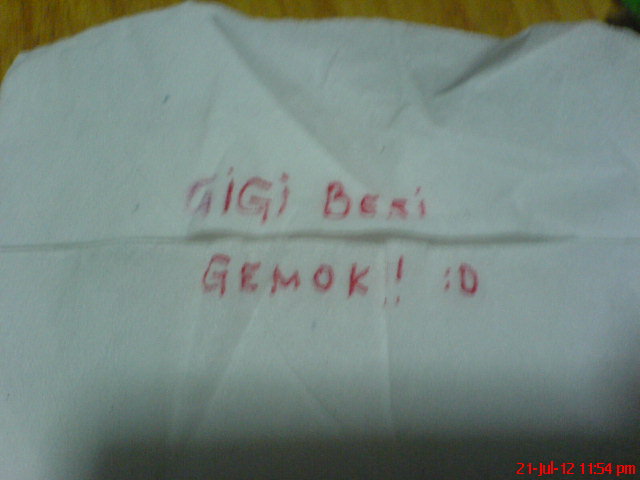 GiGi BESi
GEMOK!! :D
21-Jul-12 11:54 pm